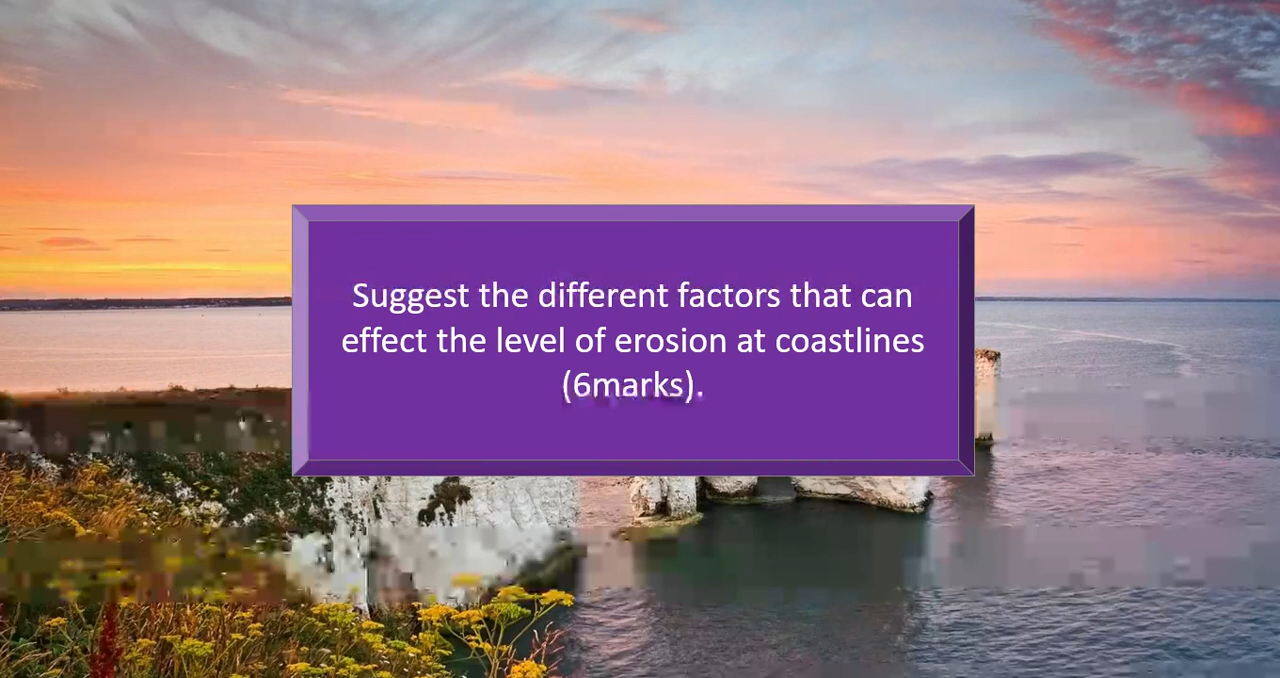 Suggest the different factors that can
effect the level of erosion at coastlines
(6marks).